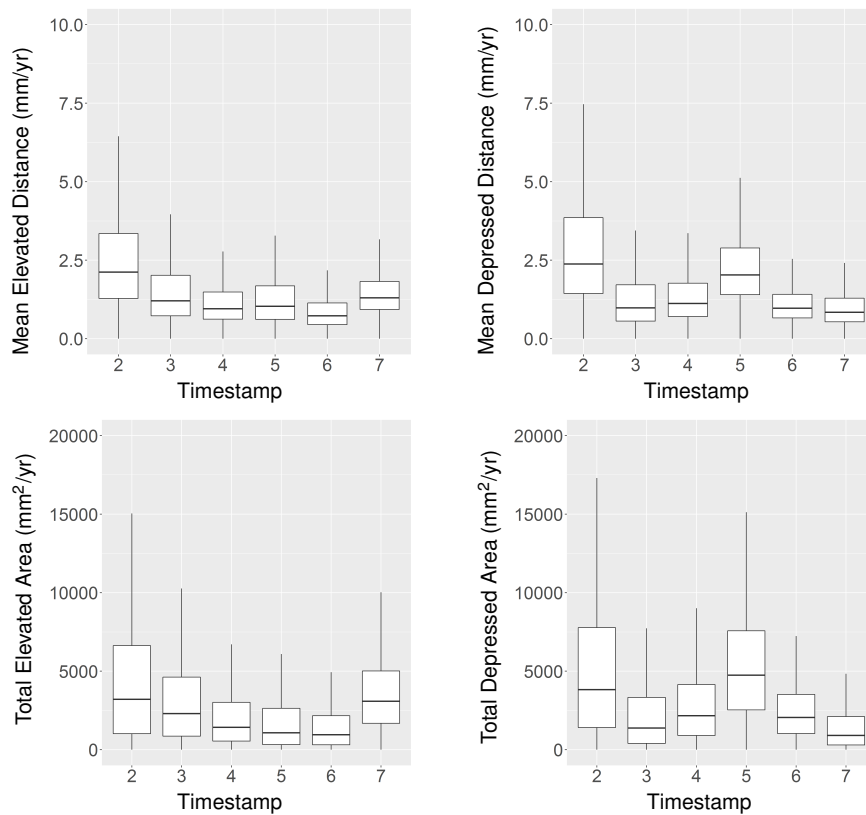 Mean Elevated Distance (mm/yr)
10.0
7.5
5.0
2.5
0.0
2 3 4 5 6 7
Timestamp
Mean Depressed Distance (mm/yr)
10.0
7.5
5.0
2.5
0.0
2 3 4 5 6 7
Timestamp
Total Elevated Area (mm²/yr)
20000
15000
10000
5000
0
2 3 4 5 6 7
Timestamp
Total Depressed Area (mm²/yr)
20000
15000
10000
5000
0
2 3 4 5 6 7
Timestamp